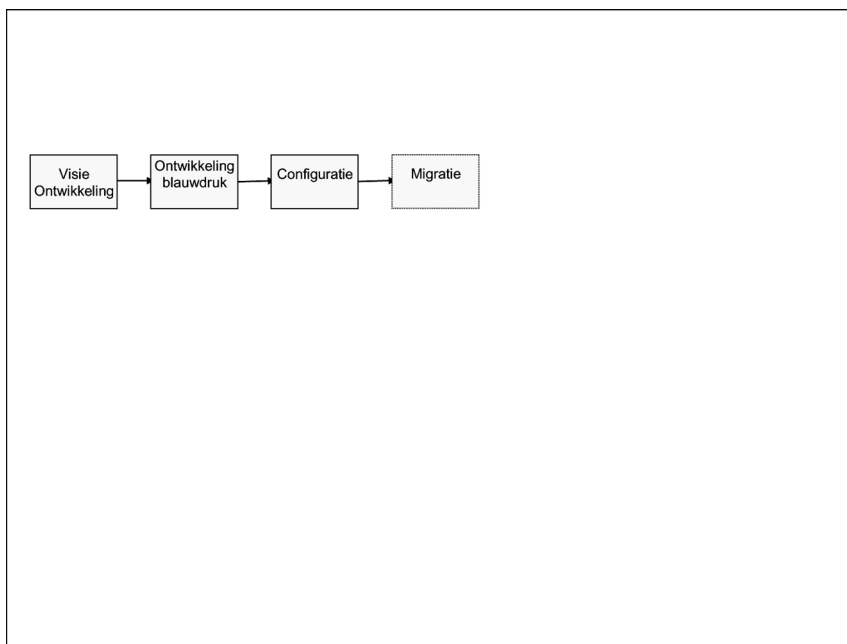 Visie
Ontwikkeling
Ontwikkeling
blauwdruk
Configuratie
Migratie